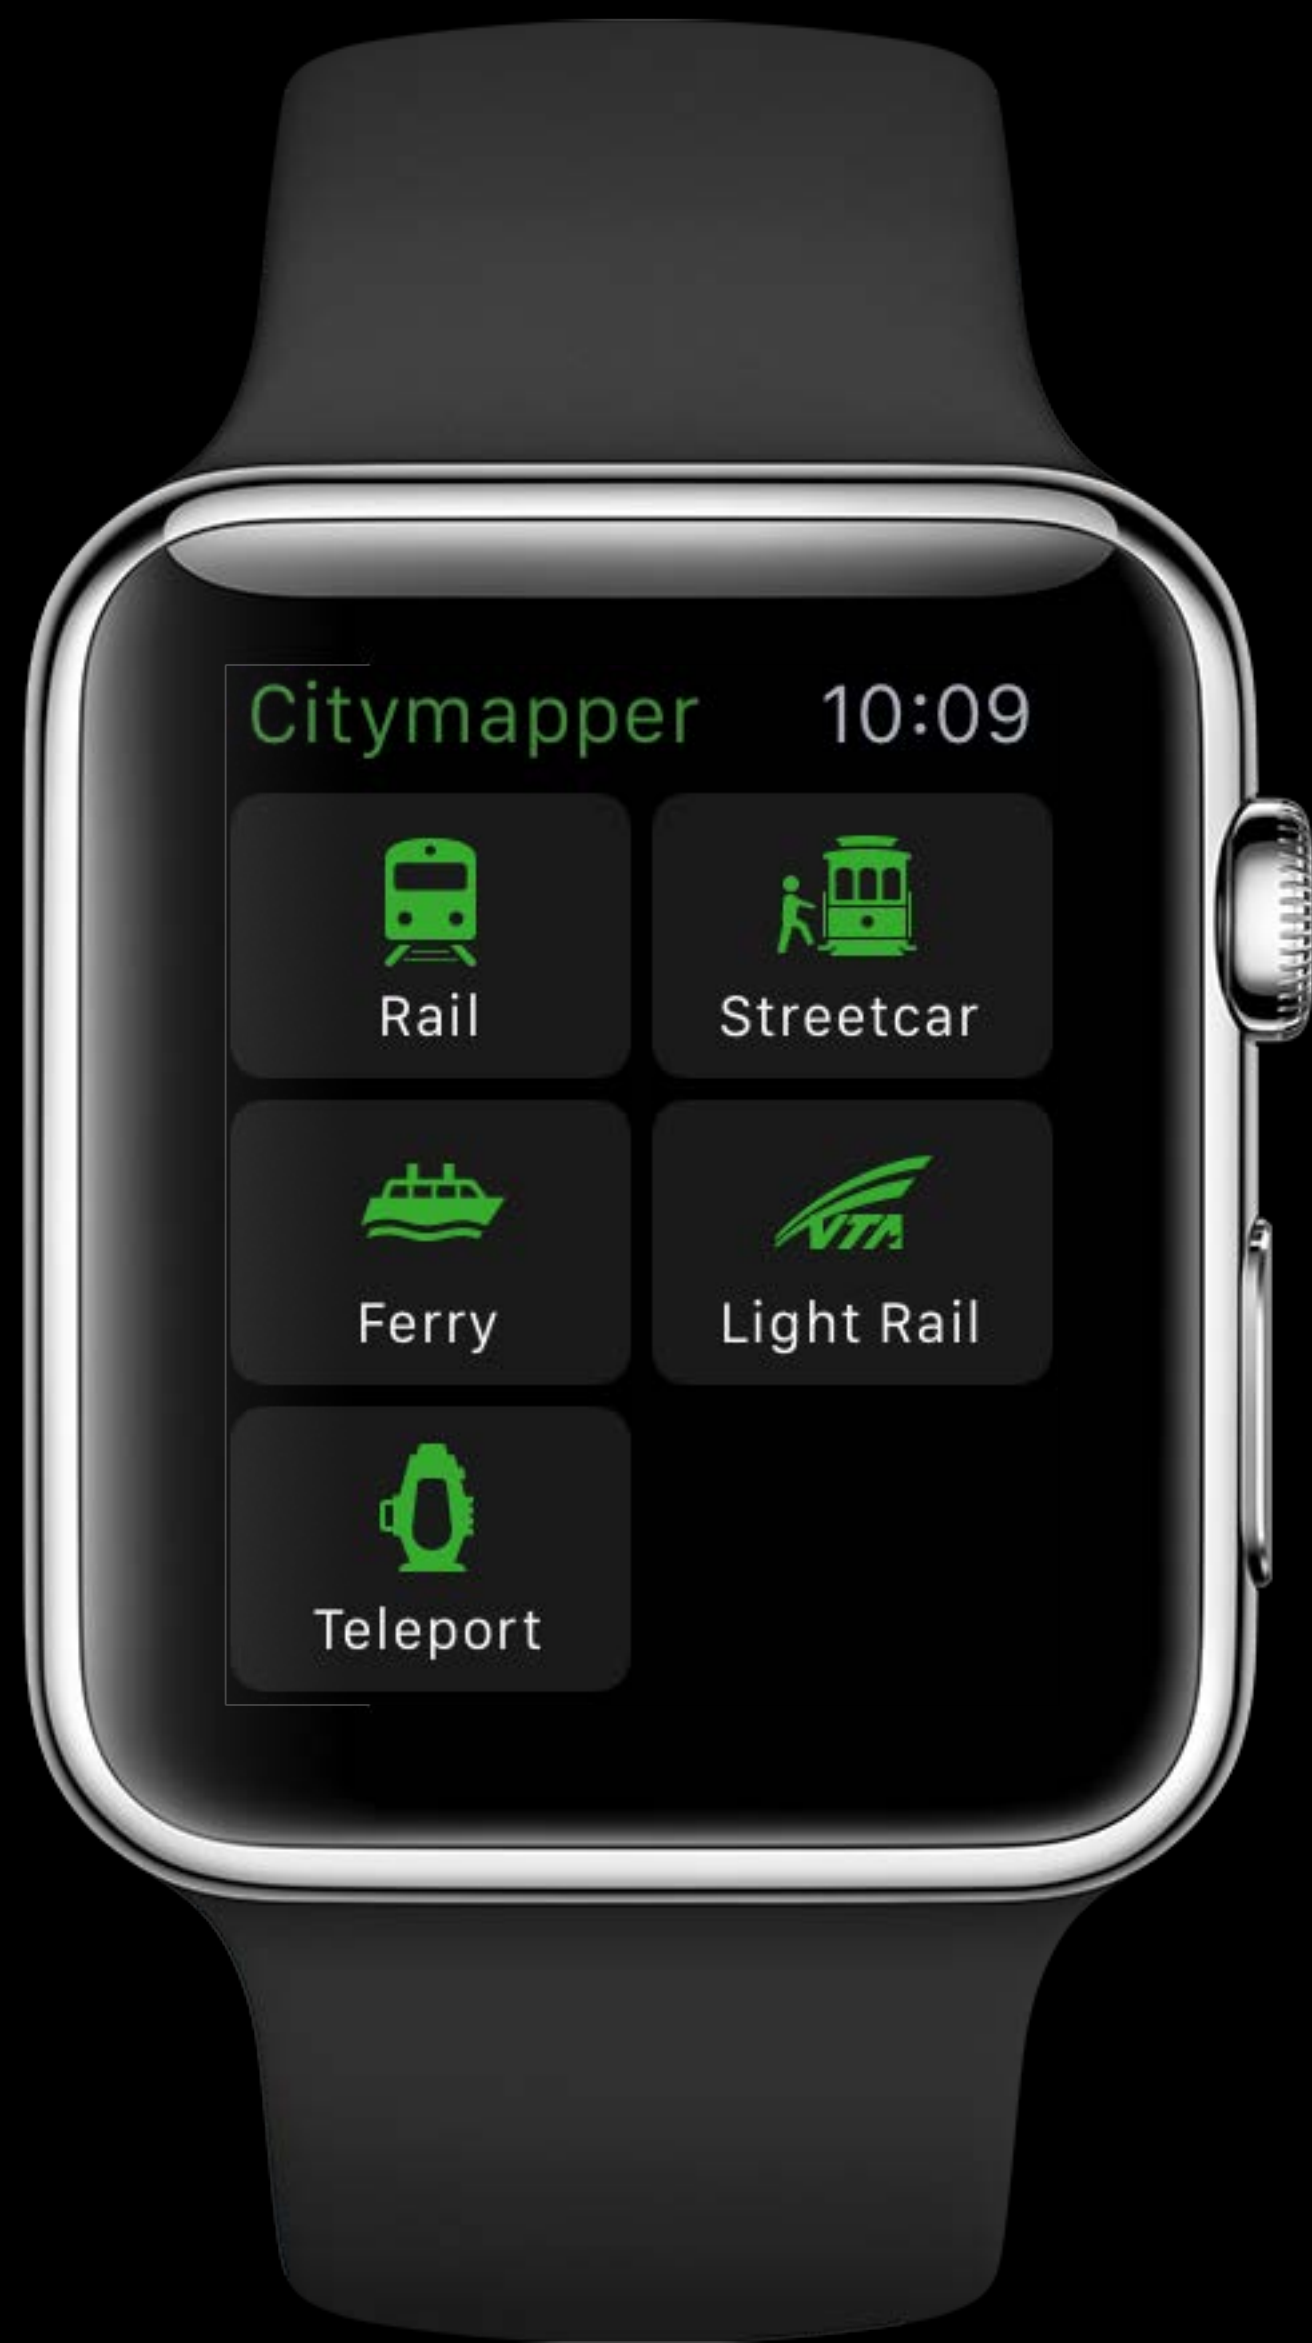 Citymapper 10:09
Rail
Streetcar
Ferry
VTA
Light Rail
Teleport